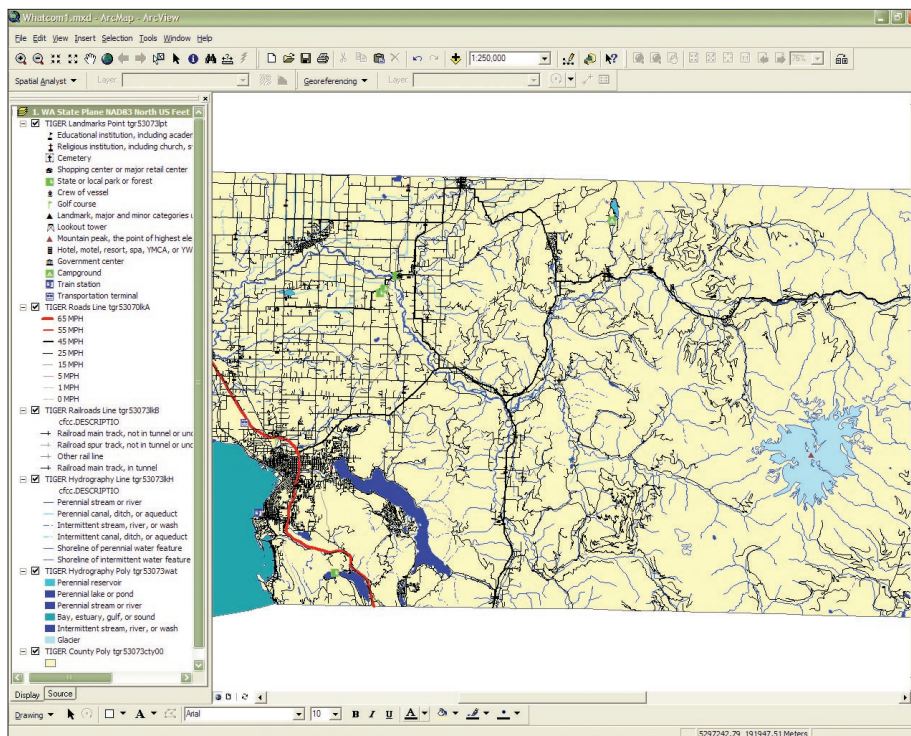 Whatcom1.mxd - ArcMap - ArcView
File Edit View Insert Selection Tools Window Help
1:250,000 76%
Spatial Analyst Layer: Georeferencing Layer:
1. WA State Plane NAD83 North US Feet
TIGER Landmarks Point tgr53073lpt
Educational institution, including acader
Religious institution, including church, s
Cemetery
Shopping center or major retail center
State or local park or forest
Crew of vessel
Golf course
Landmark, major and minor categories u
Lookout tower
Mountain peak, the point of highest ele
Hotel, motel, resort, spa, YMCA, or YW
Government center
Campground
Train station
Transportation terminal
TIGER Roads Line tgr53070lkA
65 MPH
55 MPH
45 MPH
25 MPH
15 MPH
5 MPH
1 MPH
0 MPH
TIGER Railroads Line tgr53073lkB
cfcc.DESCRIPTIO
Railroad main track, not in tunnel or unc
Railroad spur track, not in tunnel or unc
Other rail line
Railroad main track, in tunnel
TIGER Hydrography Line tgr53073lkH
cfcc.DESCRIPTIO
Perennial stream or river
Perennial canal, ditch, or aqueduct
Intermittent stream, river, or wash
Intermittent canal, ditch, or aqueduct
Shoreline of perennial water feature
Shoreline of intermittent water feature
TIGER Hydrography Poly tgr53073wat
Perennial reservoir
Perennial lake or pond
Perennial stream or river
Bay, estuary, gulf, or sound
Intermittent stream, river, or wash
Glacier
TIGER County Poly tgr53073cty00
Display Source
Drawing A Arial 10 B I U A
5297242.79 191947.51 Meters